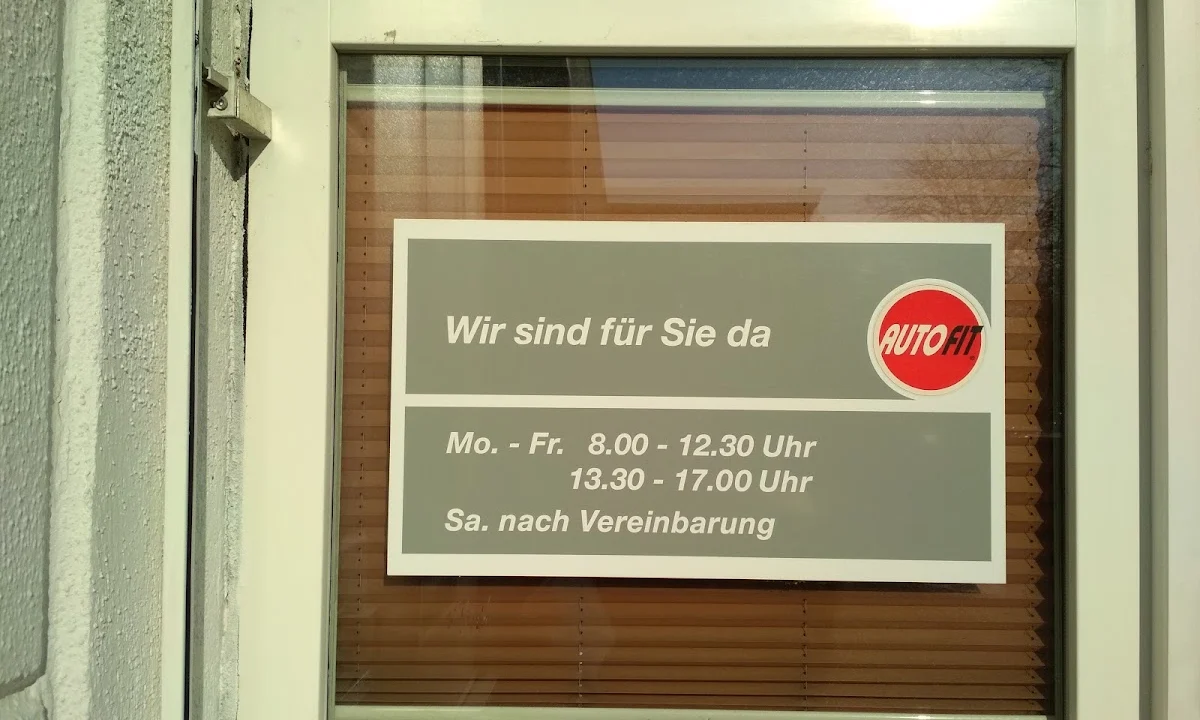 Wir sind für Sie da
AUTOFIT
Mo. - Fr. 8.00 - 12.30 Uhr
13.30 - 17.00 Uhr
Sa. nach Vereinbarung